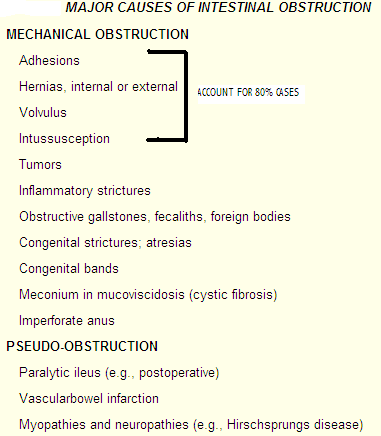 MAJOR CAUSES OF INTESTINAL OBSTRUCTION
MECHANICAL OBSTRUCTION
Adhesions
Hernias, internal or external
ACCOUNT FOR 80% CASES
Volvulus
Intussusception
Tumors
Inflammatory strictures
Obstructive gallstones, fecaliths, foreign bodies
Congenital strictures; atresias
Congenital bands
Meconium in mucoviscidosis (cystic fibrosis)
Imperforate anus
PSEUDO-OBSTRUCTION
Paralytic ileus (e.g., postoperative)
Vascularbowel infarction
Myopathies and neuropathies (e.g., Hirschsprungs disease)